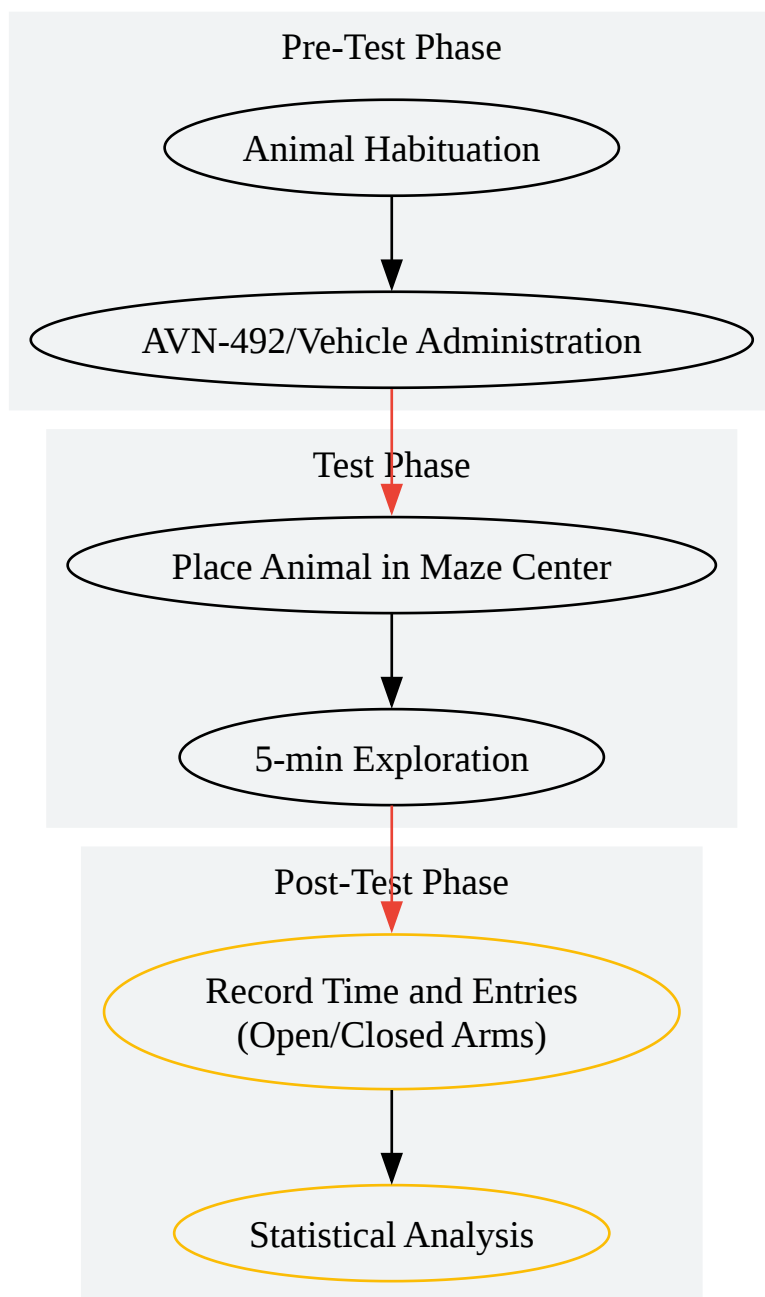 Pre-Test Phase
Animal Habituation
AVN-492/Vehicle Administration
Test Phase
Place Animal in Maze Center
5-min Exploration
Post-Test Phase
Record Time and Entries
(Open/Closed Arms)
Statistical Analysis